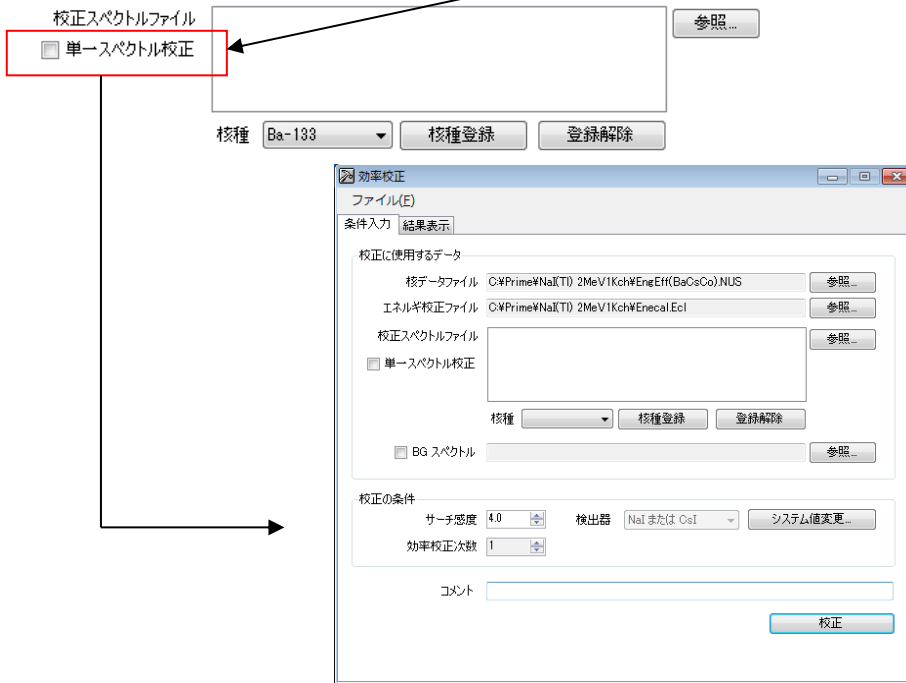 校正スペクトルファイル
参照...
単一スペクトル校正
核種 Ba-133 核種登録 登録解除
効率校正
ファイル(F)
条件入力 結果表示
校正に使用するデータ
核データファイル C:¥Prime¥NaI(Tl) 2MeV1Kch¥EngEff(BaCsCo).NUS 参照...
エネルギ校正ファイル C:¥Prime¥NaI(Tl) 2MeV1Kch¥Enecal.Ecl 参照...
校正スペクトルファイル 参照...
単一スペクトル校正
核種 核種登録 登録解除
BG スペクトル 参照...
校正の条件
サーチ感度 4.0 検出器 NaI または CsI システム値変更...
効率校正次数 1
コメント
校正